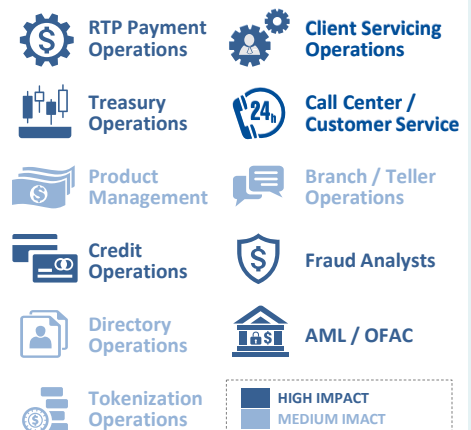 RTP Payment
Operations
Client Servicing
Operations
Treasury
Operations
24h
Call Center /
Customer Service
Product
Management
Branch / Teller
Operations
Credit
Operations
Fraud Analysts
Directory
Operations
AML / OFAC
Tokenization
Operations
HIGH IMPACT
MEDIUM IMACT